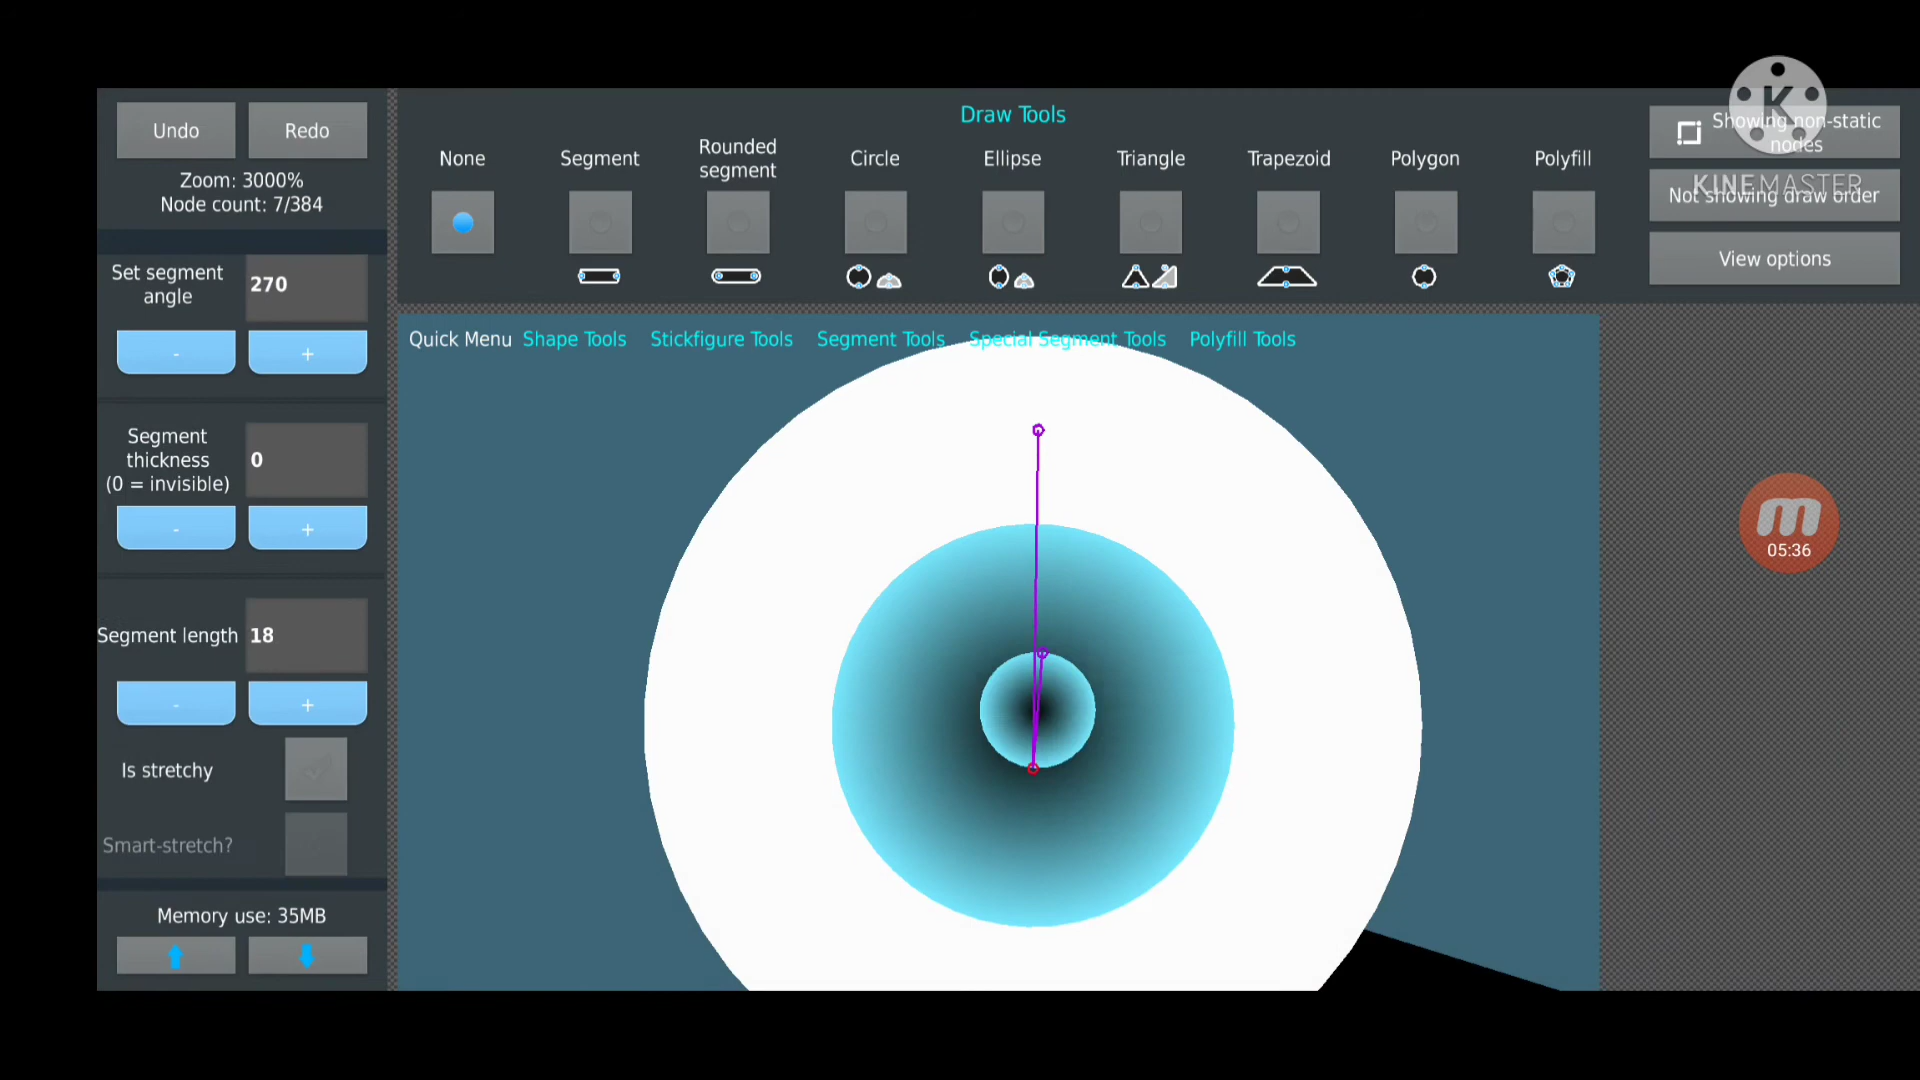 Undo
Redo
Zoom: 3000%
Node count: 7/384
Set segment
angle
270
-
+
Segment
thickness
(0 = invisible)
0
-
+
Segment length
18
-
+
Is stretchy
Smart-stretch?
Memory use: 35MB
Draw Tools
None
Segment
Rounded
segment
Circle
Ellipse
Triangle
Trapezoid
Polygon
Polyfill
Quick Menu
Shape Tools
Stickfigure Tools
Segment Tools
Special Segment Tools
Polyfill Tools
K
Showing non-static
nodes
KINEMASTER
Not showing draw order
View options
m
05:36